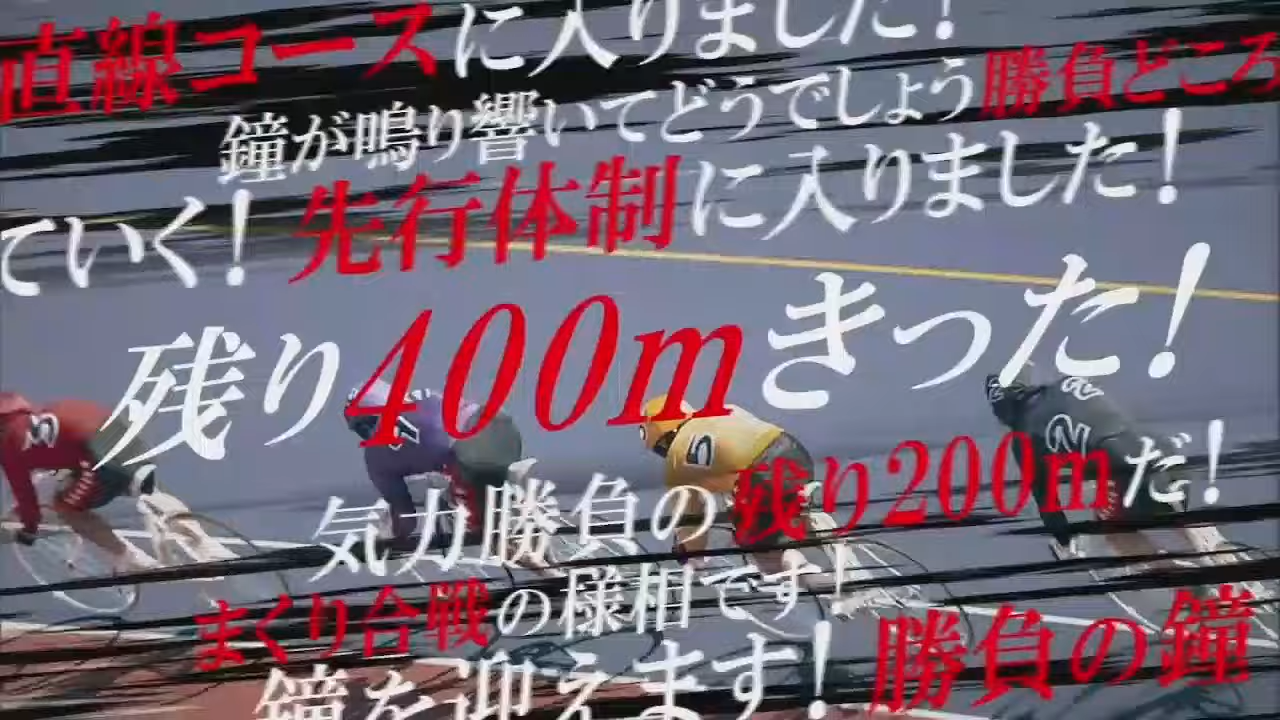 直線コースに入りました!
鐘が鳴り響いてどうでしょう勝負どころ
ていく!先行体制に入りました!
残り400mきった!
気力勝負の残り200mだ!
まくり合戦の様相です!
鐘を迎えます!勝負の鐘
3
7
5
2